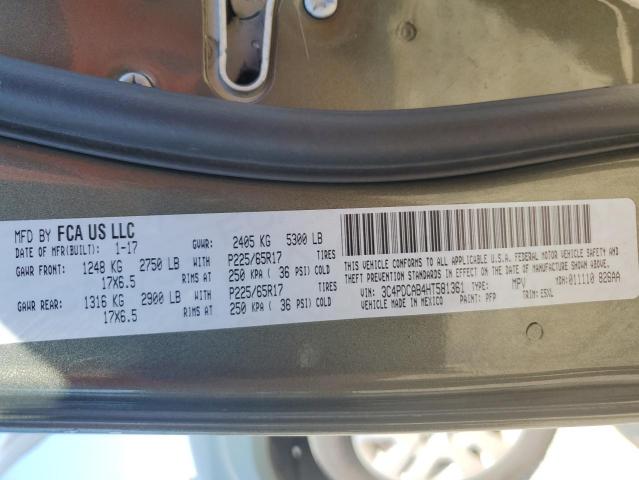 MFD BY FCA US LLC
DATE OF MFR(BUILT): 1-17 GVWR: 2405 KG 5300 LB
GAWR FRONT: 1248 KG 2750 LB WITH P225/65R17 TIRES
17X6.5 RIMS AT 250 KPA ( 36 PSI) COLD
GAWR REAR: 1316 KG 2900 LB WITH P225/65R17 TIRES
17X6.5 RIMS AT 250 KPA ( 36 PSI) COLD
THIS VEHICLE CONFORMS TO ALL APPLICABLE U.S.A. FEDERAL MOTOR VEHICLE SAFETY AND
THEFT PREVENTION STANDARDS IN EFFECT ON THE DATE OF MANUFACTURE SHOWN ABOVE.
VIN: 3C4PDCAB4HT581361 TYPE: MPV MDH: 011110 826AA
VEHICLE MADE IN MEXICO PAINT: PFP TRIM: E5XL